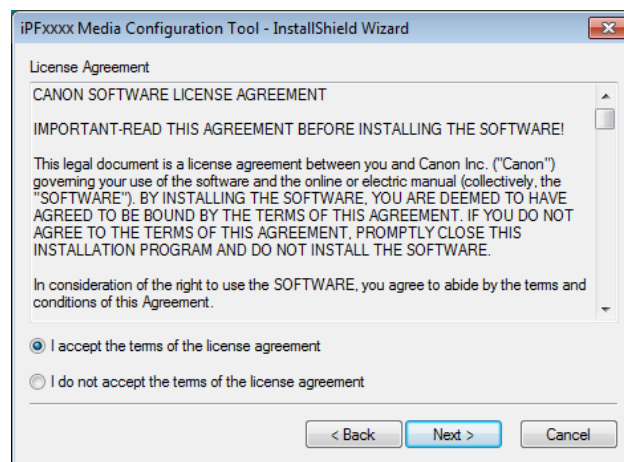 iPFxxxx Media Configuration Tool - InstallShield Wizard
License Agreement
CANON SOFTWARE LICENSE AGREEMENT
IMPORTANT-READ THIS AGREEMENT BEFORE INSTALLING THE SOFTWARE!
This legal document is a license agreement between you and Canon Inc. ("Canon")
governing your use of the software and the online or electric manual (collectively, the
"SOFTWARE"). BY INSTALLING THE SOFTWARE, YOU ARE DEEMED TO HAVE
AGREED TO BE BOUND BY THE TERMS OF THIS AGREEMENT. IF YOU DO NOT
AGREE TO THE TERMS OF THIS AGREEMENT, PROMPTLY CLOSE THIS
INSTALLATION PROGRAM AND DO NOT INSTALL THE SOFTWARE.
In consideration of the right to use the SOFTWARE, you agree to abide by the terms and
conditions of this Agreement.
I accept the terms of the license agreement
I do not accept the terms of the license agreement
< Back Next > Cancel